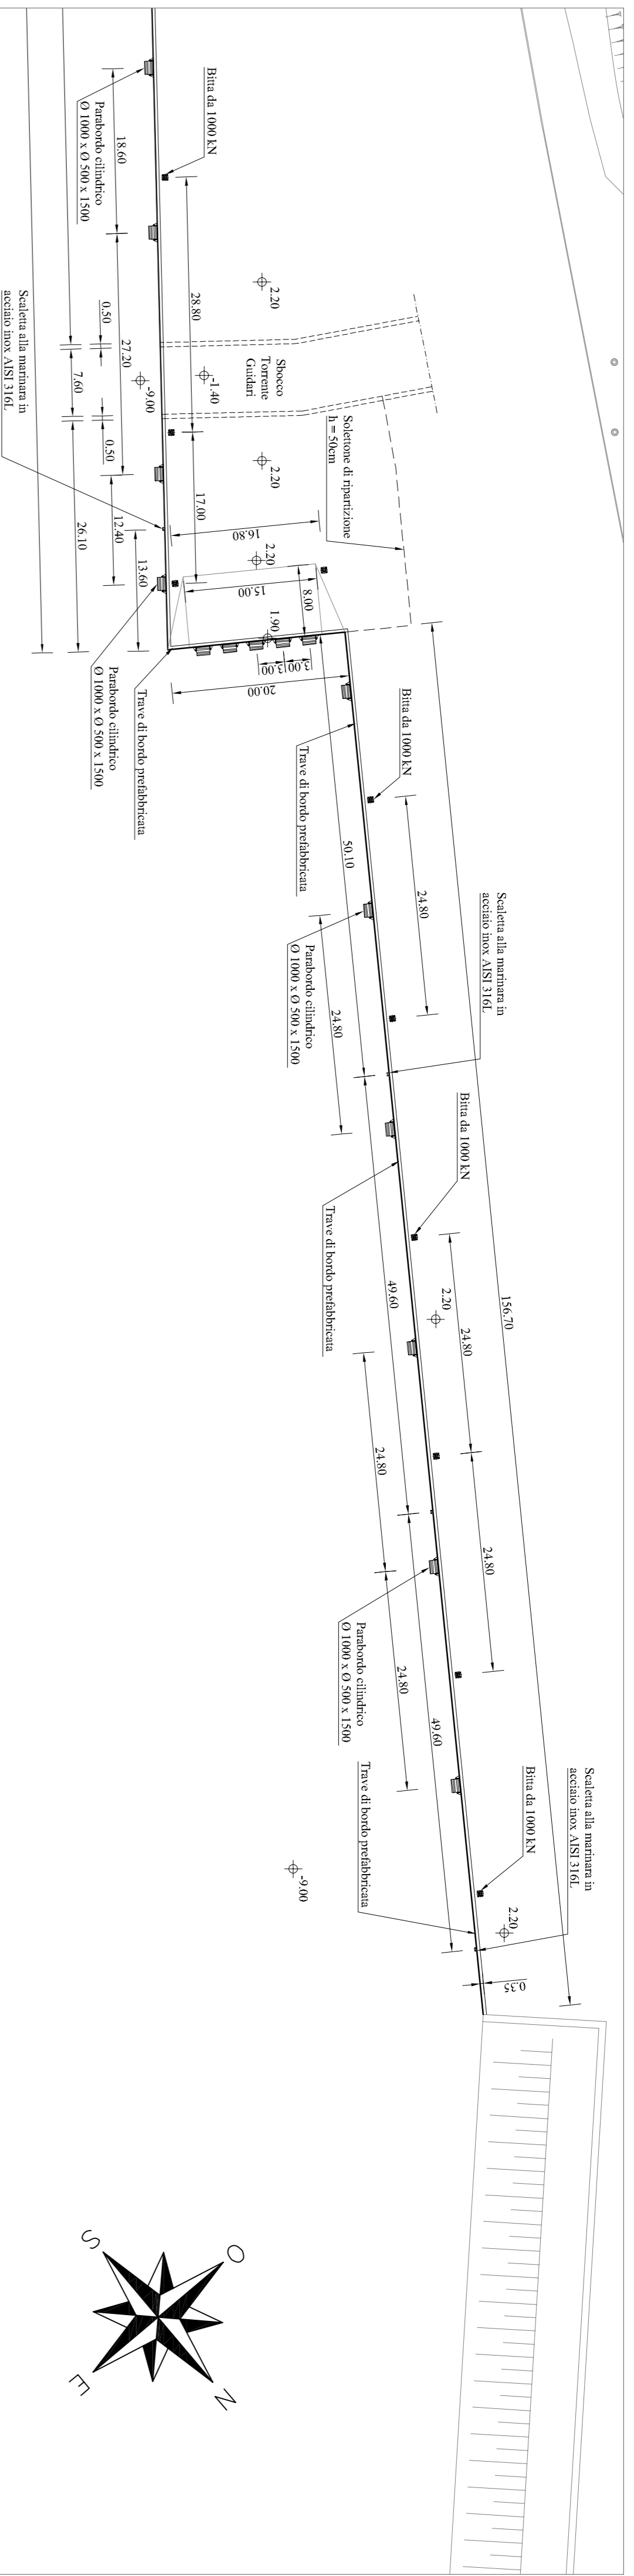 Bitta da 1000 kN
18.60
Parabordo cilindrico
Ø 1000 x Ø 500 x 1500
28.80
2.20
27.20
0.50
7.60
0.50
-9.00
-1.40
Sbocco
Torrente
Guidari
2.20
Solettone di ripartizione
h = 50cm
Scaletta alla marinara in
acciaio inox AISI 316L
26.10
12.40
13.60
17.00
16.80
2.20
15.00
8.00
1.90
3.00
3.00
20.00
Parabordo cilindrico
Ø 1000 x Ø 500 x 1500
Trave di bordo prefabbricata
Trave di bordo prefabbricata
Bitta da 1000 kN
24.80
50.10
Parabordo cilindrico
Ø 1000 x Ø 500 x 1500
24.80
Scaletta alla marinara in
acciaio inox AISI 316L
Bitta da 1000 kN
Trave di bordo prefabbricata
49.60
2.20
24.80
156.70
24.80
24.80
24.80
49.60
Parabordo cilindrico
Ø 1000 x Ø 500 x 1500
Trave di bordo prefabbricata
Bitta da 1000 kN
Scaletta alla marinara in
acciaio inox AISI 316L
2.20
-9.00
0.35
S
O
E
N